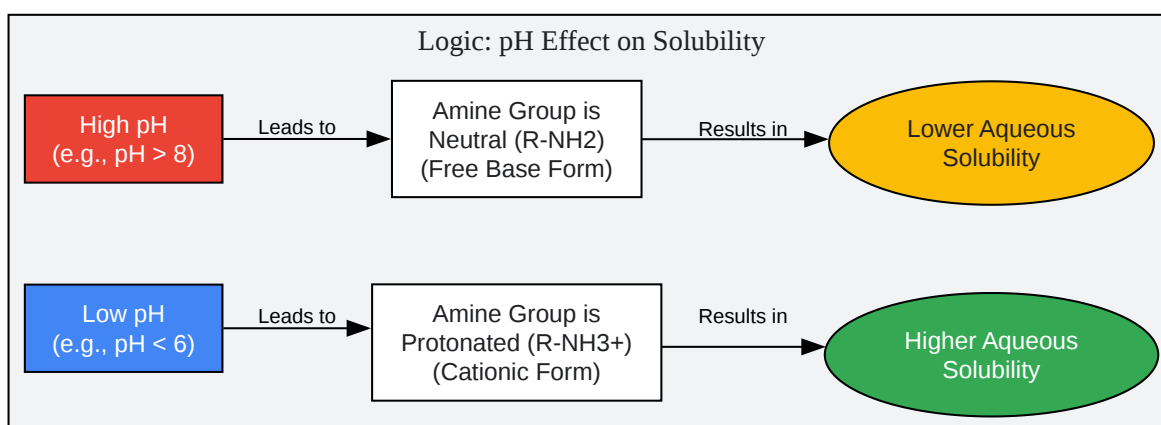 Logic: pH Effect on Solubility
High pH
(e.g., pH > 8)
Leads to
Amine Group is
Neutral (R-NH2)
(Free Base Form)
Results in
Lower Aqueous
Solubility
Low pH
(e.g., pH < 6)
Leads to
Amine Group is
Protonated (R-NH3+)
(Cationic Form)
Results in
Higher Aqueous
Solubility